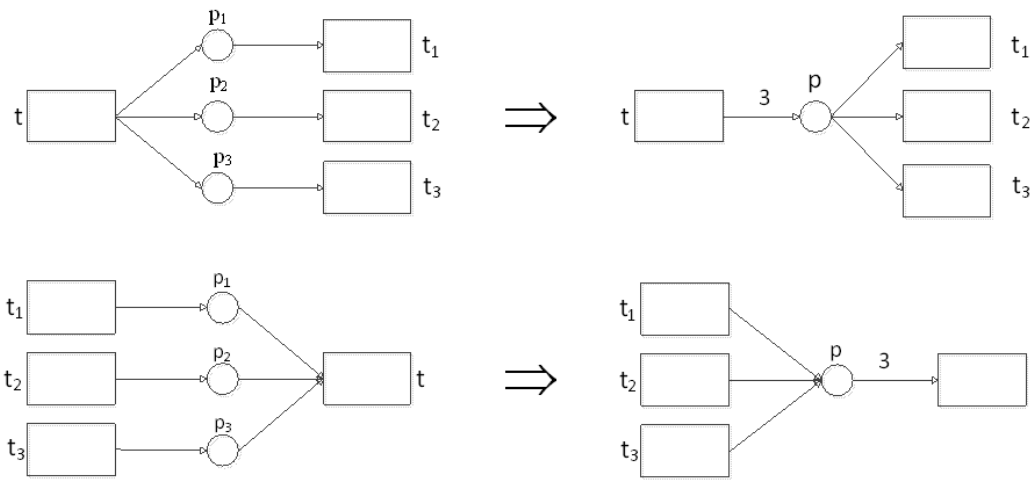 p₁
t₁
p₂
t
t₂
p₃
t₃
p
3
t
t₁
t₂
t₃
p₁
t₁
p₂
t₂
t
p₃
t₃
t₁
p
3
t₂
t₃